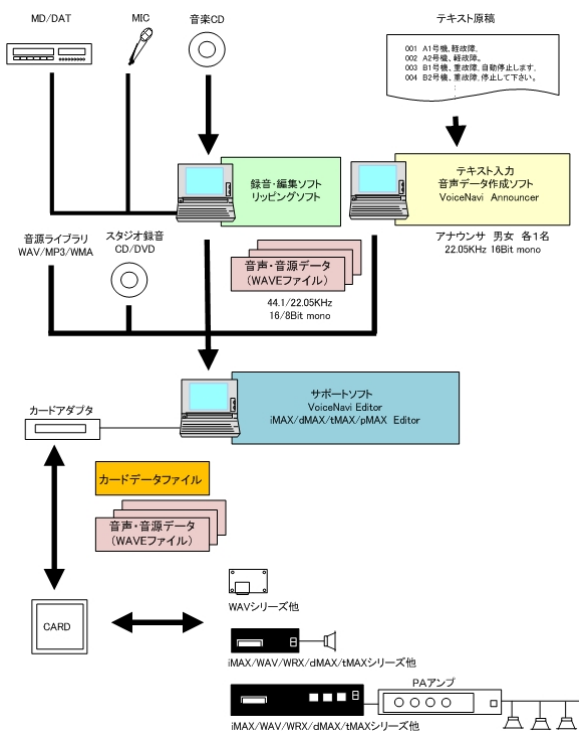 MD/DAT
MIC
音楽CD
テキスト原稿
001 A1号機、軽故障.
002 A2号機、軽故障。
003 B1号機、重故障、自動停止します.
004 B2号機、重故障、停止して下さい。
録音・編集ソフト
リッピングソフト
テキスト入力
音声データ作成ソフト
VoiceNavi Announcer
音源ライブラリ
WAV/MP3/WMA
スタジオ録音
CD/DVD
音声・音源データ
(WAVEファイル)
44.1/22.05KHz
16/8Bit mono
アナウンサ 男女 各1名
22.05KHz 16Bit mono
サポートソフト
VoiceNavi Editor
iMAX/dMAX/tMAX/pMAX Editor
カードアダプタ
カードデータファイル
音声・音源データ
(WAVEファイル)
CARD
WAVシリーズ他
iMAX/WAV/WRX/dMAX/tMAXシリーズ他
PAアンプ
iMAX/WAV/WRX/dMAX/tMAXシリーズ他